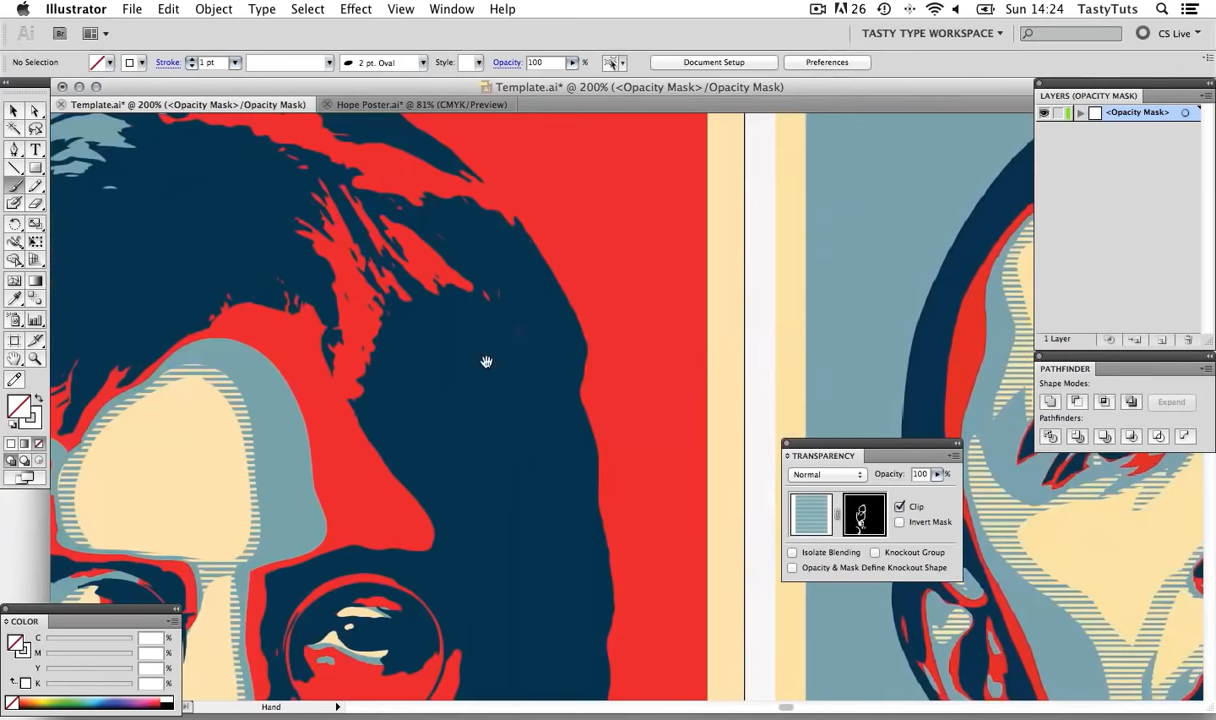 Illustrator File Edit Object Type Select Effect View Window Help 26 Sun 14:24 TastyTuts
Ai Br TASTY TYPE WORKSPACE CS Live
No Selection Stroke: 1 pt 2 pt. Oval Style: Opacity: 100 % Document Setup Preferences
Template.ai* @ 200% (<Opacity Mask>/Opacity Mask)
Template.ai* @ 200% (<Opacity Mask>/Opacity Mask) Hope Poster.ai* @ 81% (CMYK/Preview)
LAYERS (OPACITY MASK)
<Opacity Mask>
1 Layer
PATHFINDER
Shape Modes:
Expand
Pathfinders:
TRANSPARENCY
Normal Opacity: 100 %
Clip
Invert Mask
Isolate Blending Knockout Group
Opacity & Mask Define Knockout Shape
COLOR
C %
M %
Y %
K %
Hand